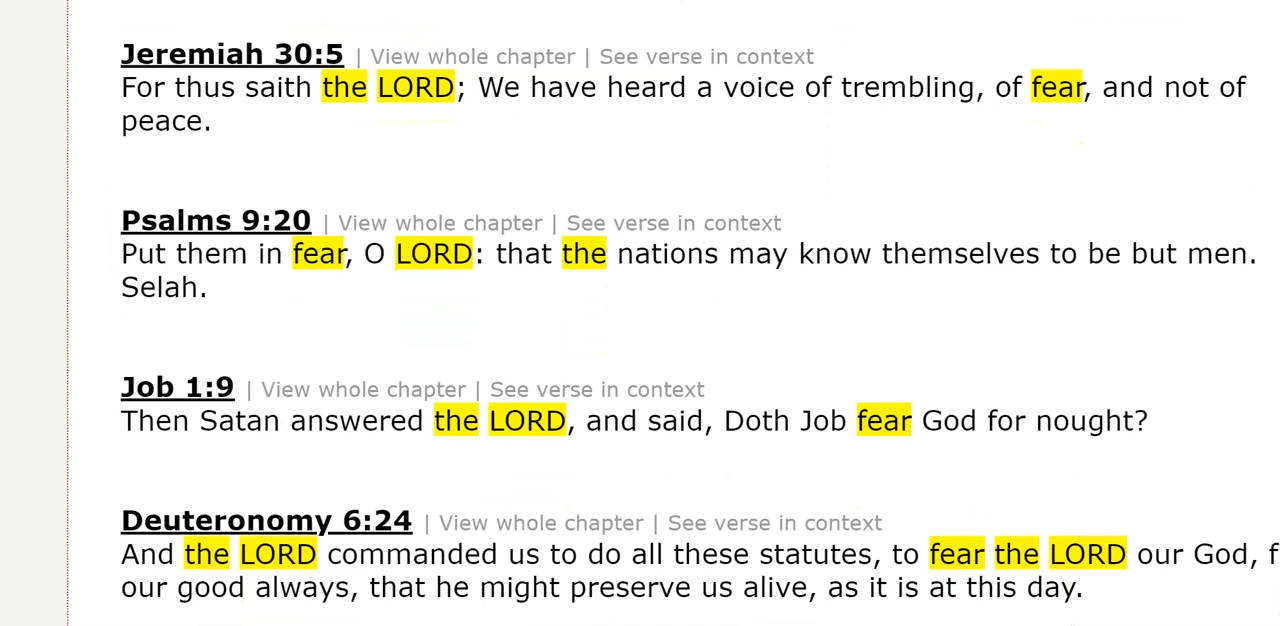 Jeremiah 30:5 | View whole chapter | See verse in context
For thus saith the LORD; We have heard a voice of trembling, of fear, and not of
peace.
Psalms 9:20 | View whole chapter | See verse in context
Put them in fear, O LORD: that the nations may know themselves to be but men.
Selah.
Job 1:9 | View whole chapter | See verse in context
Then Satan answered the LORD, and said, Doth Job fear God for nought?
Deuteronomy 6:24 | View whole chapter | See verse in context
And the LORD commanded us to do all these statutes, to fear the LORD our God,
our good always, that he might preserve us alive, as it is at this day.